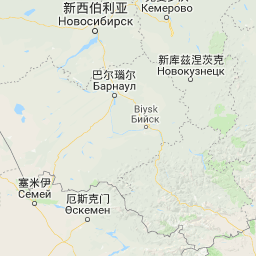 新西伯利亚
Новосибирск
Кемерово
新库兹涅茨克
Новокузнецк
巴尔瑙尔
Барнаул
Biysk
Бийск
塞米伊
Семей
厄斯克门
Өскемен